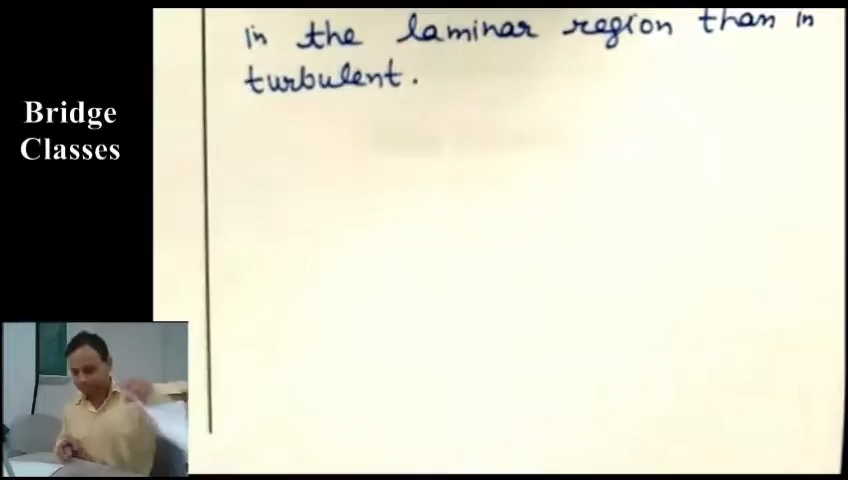 in the laminar region than in
turbulent.
Bridge
Classes